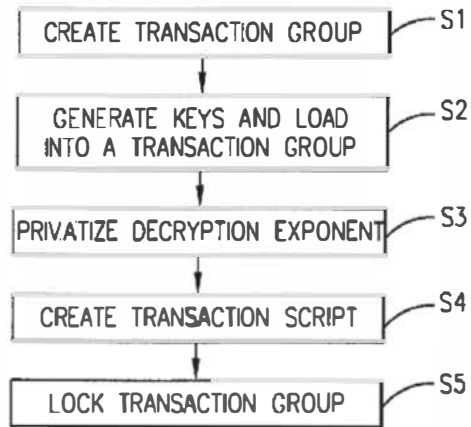 CREATE TRANSACTION GROUP
S1
GENERATE KEYS AND LOAD
INTO A TRANSACTION GROUP
S2
PRIVATIZE DECRYPTION EXPONENT
S3
CREATE TRANSACTION SCRIPT
S4
LOCK TRANSACTION GROUP
S5